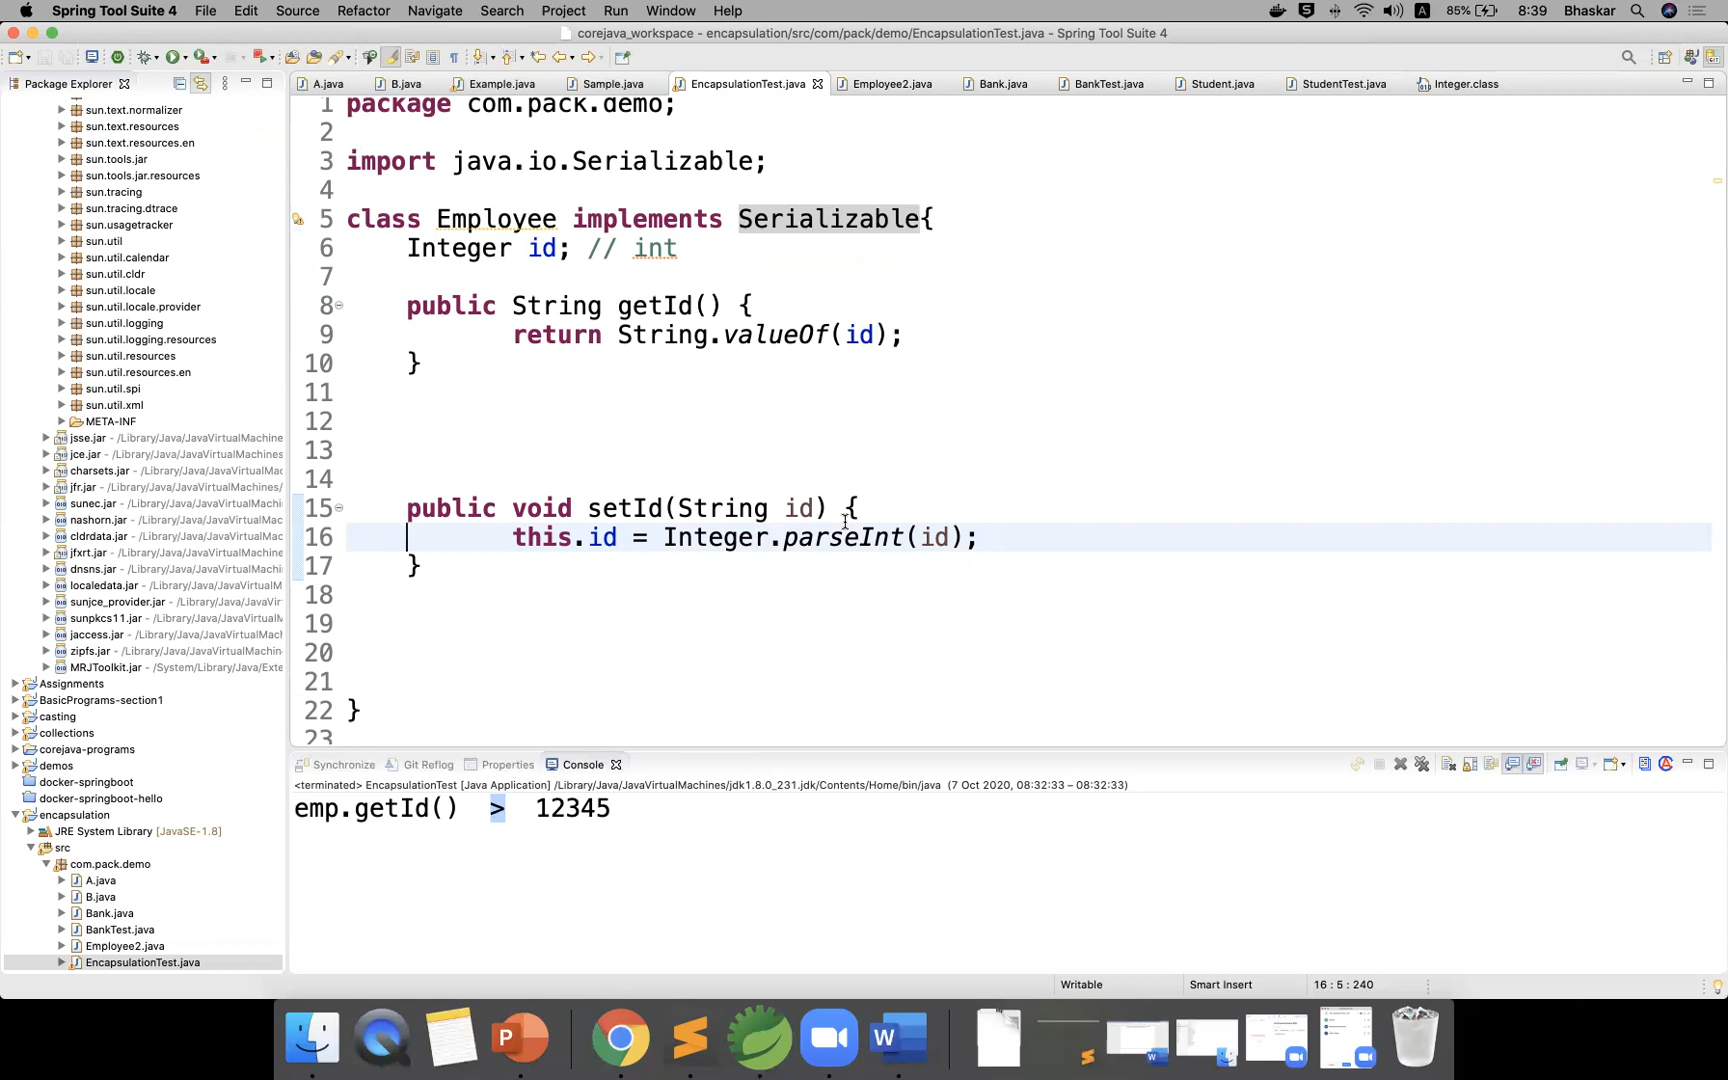 Spring Tool Suite 4 File Edit Source Refactor Navigate Search Project Run Window Help 85% 8:39 Bhaskar
corejava_workspace - encapsulation/src/com/pack/demo/EncapsulationTest.java - Spring Tool Suite 4
Package Explorer
A.java B.java Example.java Sample.java EncapsulationTest.java Employee2.java Bank.java BankTest.java Student.java StudentTest.java Integer.class
sun.text.normalizer
sun.text.resources
sun.text.resources.en
sun.tools.jar
sun.tools.jar.resources
sun.tracing
sun.tracing.dtrace
sun.usagetracker
sun.util
sun.util.calendar
sun.util.cldr
sun.util.locale
sun.util.locale.provider
sun.util.logging
sun.util.logging.resources
sun.util.resources
sun.util.resources.en
sun.util.spi
sun.util.xml
META-INF
jsse.jar - /Library/Java/JavaVirtualMachine
jce.jar - /Library/Java/JavaVirtualMachines
charsets.jar - /Library/Java/JavaVirtualMac
jfr.jar - /Library/Java/JavaVirtualMachines/
sunec.jar - /Library/Java/JavaVirtualMachin
nashorn.jar - /Library/Java/JavaVirtualMach
cldrdata.jar - /Library/Java/JavaVirtualMach
jfxrt.jar - /Library/Java/JavaVirtualMachine
dnsns.jar - /Library/Java/JavaVirtualMachin
localedata.jar - /Library/Java/JavaVirtualMa
sunjce_provider.jar - /Library/Java/JavaVirt
sunpkcs11.jar - /Library/Java/JavaVirtualMa
jaccess.jar - /Library/Java/JavaVirtualMacl
zipfs.jar - /Library/Java/JavaVirtualMachin
MRJToolkit.jar - /System/Library/Java/Exte
Assignments
BasicPrograms-section1
casting
collections
corejava-programs
demos
docker-springboot
docker-springboot-hello
encapsulation
JRE System Library [JavaSE-1.8]
src
com.pack.demo
A.java
B.java
Bank.java
BankTest.java
Employee2.java
EncapsulationTest.java
1 package com.pack.demo;
2
3 import java.io.Serializable;
4
5 class Employee implements Serializable{
6 Integer id; // int
7
8 public String getId() {
9 return String.valueOf(id);
10 }
11
12
13
14
15 public void setId(String id) {
16 this.id = Integer.parseInt(id);
17 }
18
19
20
21
22 }
23
Synchronize Git Reflog Properties Console
<terminated> EncapsulationTest [Java Application] /Library/Java/JavaVirtualMachines/jdk1.8.0_231.jdk/Contents/Home/bin/java (7 Oct 2020, 08:32:33 – 08:32:33)
emp.getId() > 12345
Writable Smart Insert 16 : 5 : 240